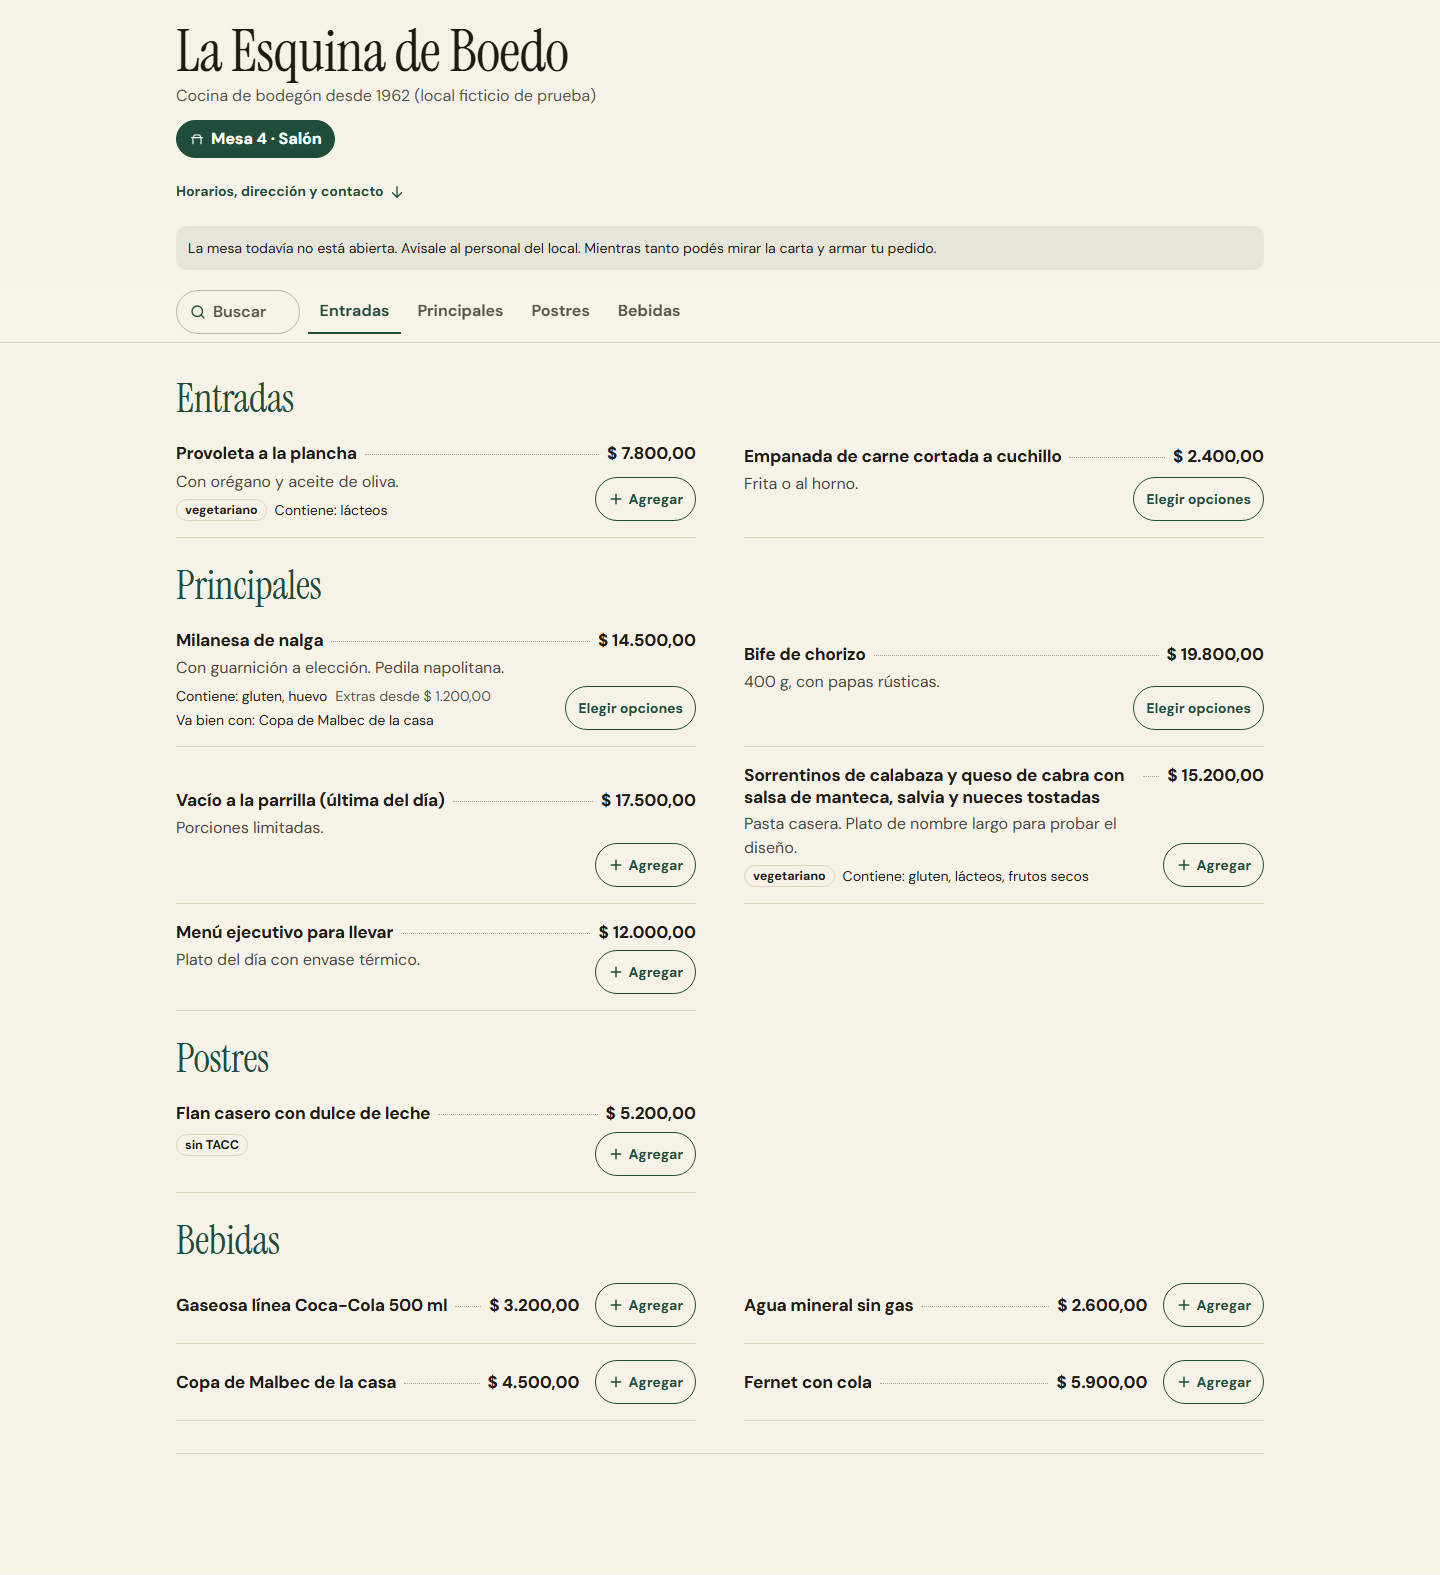 La Esquina de Boedo
Cocina de bodegón desde 1962 (local ficticio de prueba)
Mesa 4 · Salón
Horarios, dirección y contacto
La mesa todavía no está abierta. Avisale al personal del local. Mientras tanto podés mirar la carta y armar tu pedido.
Buscar Entradas Principales Postres Bebidas
Entradas
Provoleta a la plancha $ 7.800,00
Con orégano y aceite de oliva.
vegetariano Contiene: lácteos
+ Agregar
Empanada de carne cortada a cuchillo $ 2.400,00
Frita o al horno.
Elegir opciones
Principales
Milanesa de nalga $ 14.500,00
Con guarnición a elección. Pedila napolitana.
Contiene: gluten, huevo Extras desde $ 1.200,00
Va bien con: Copa de Malbec de la casa
Elegir opciones
Bife de chorizo $ 19.800,00
400 g, con papas rústicas.
Elegir opciones
Vacío a la parrilla (última del día) $ 17.500,00
Porciones limitadas.
+ Agregar
Sorrentinos de calabaza y queso de cabra con $ 15.200,00
salsa de manteca, salvia y nueces tostadas
Pasta casera. Plato de nombre largo para probar el
diseño.
vegetariano Contiene: gluten, lácteos, frutos secos
+ Agregar
Menú ejecutivo para llevar $ 12.000,00
Plato del día con envase térmico.
+ Agregar
Postres
Flan casero con dulce de leche $ 5.200,00
sin TACC
+ Agregar
Bebidas
Gaseosa línea Coca-Cola 500 ml $ 3.200,00 + Agregar
Agua mineral sin gas $ 2.600,00 + Agregar
Copa de Malbec de la casa $ 4.500,00 + Agregar
Fernet con cola $ 5.900,00 + Agregar